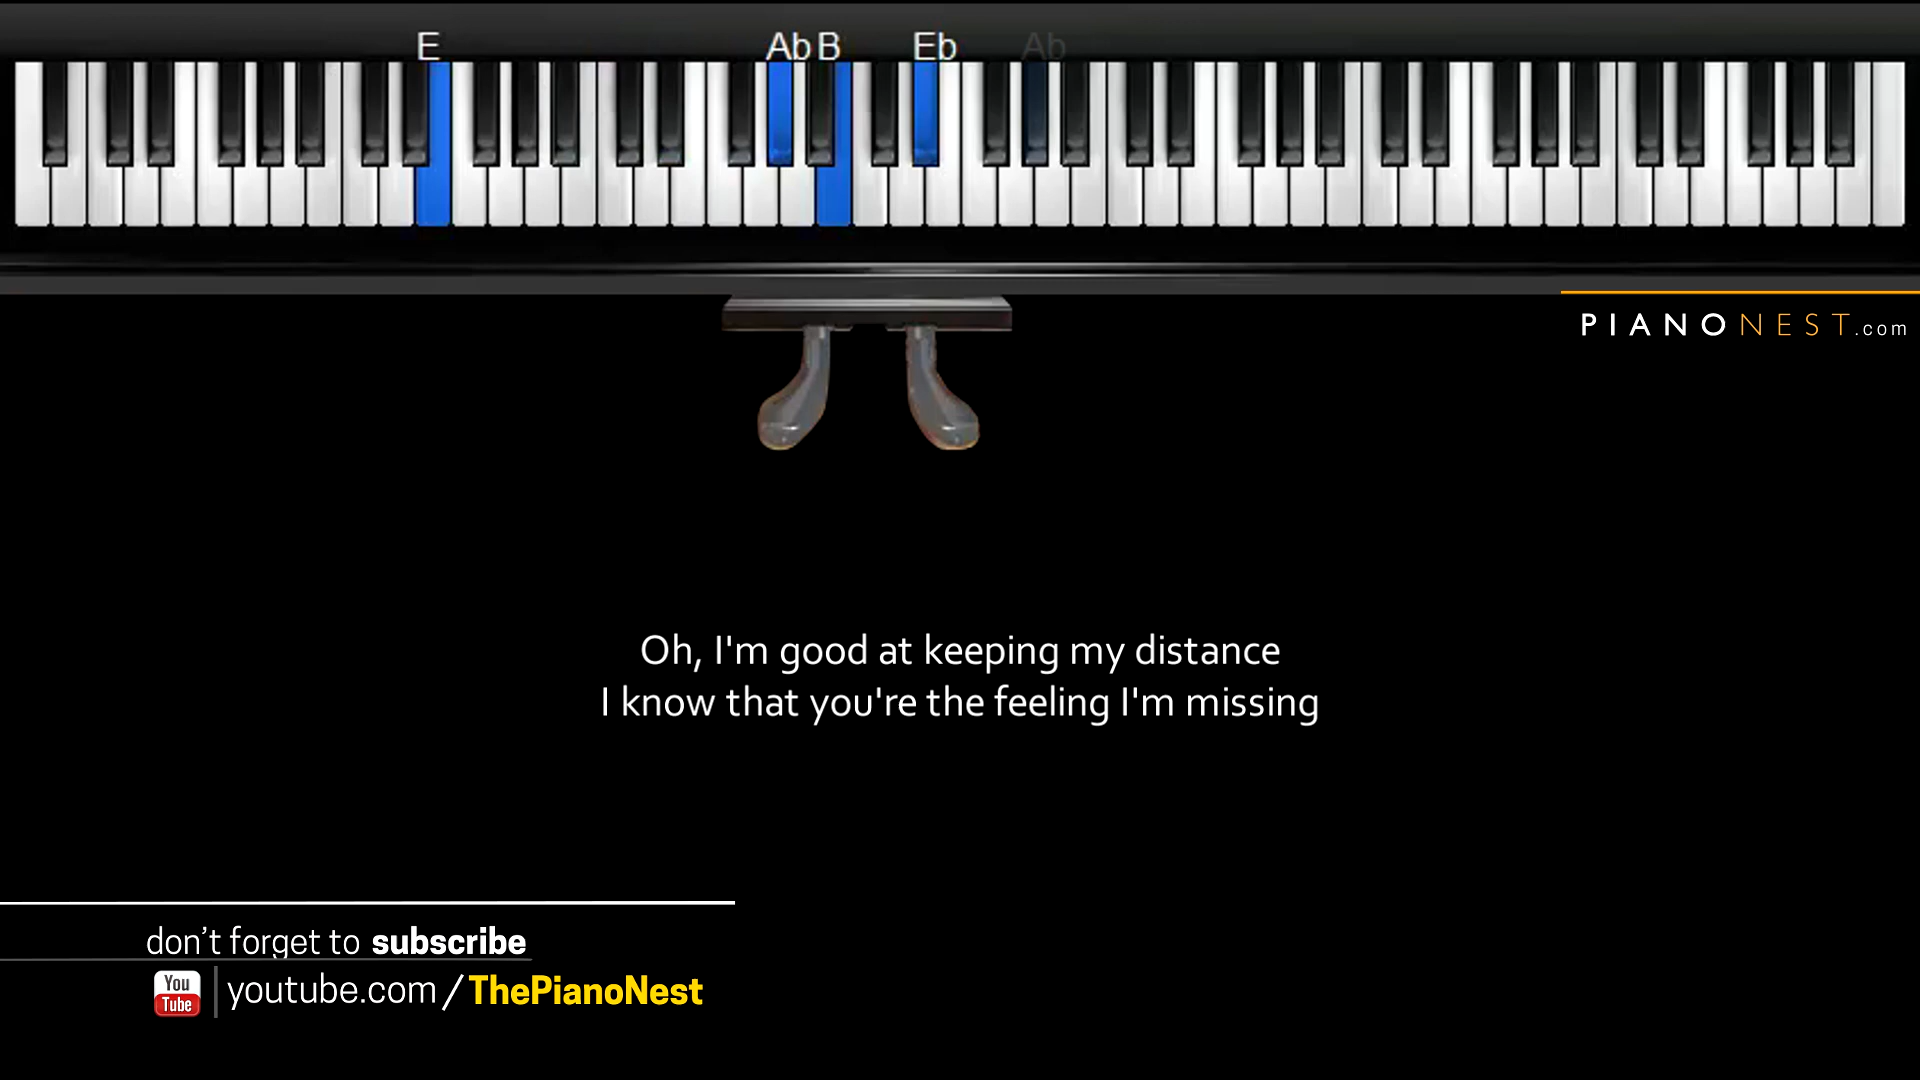 E Ab B Eb Ab
PIANONEST.com
Oh, I'm good at keeping my distance
I know that you're the feeling I'm missing
don't forget to subscribe
You Tube youtube.com/ThePianoNest